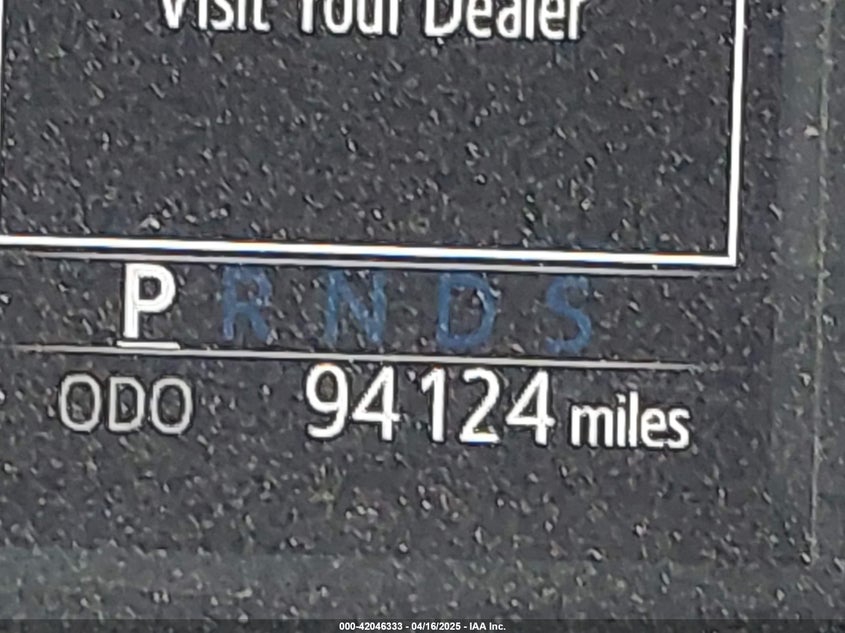 Visit Your Dealer
P R N D S
ODO 94124 miles
000-42046333 - 04/16/2025 - IAA Inc.